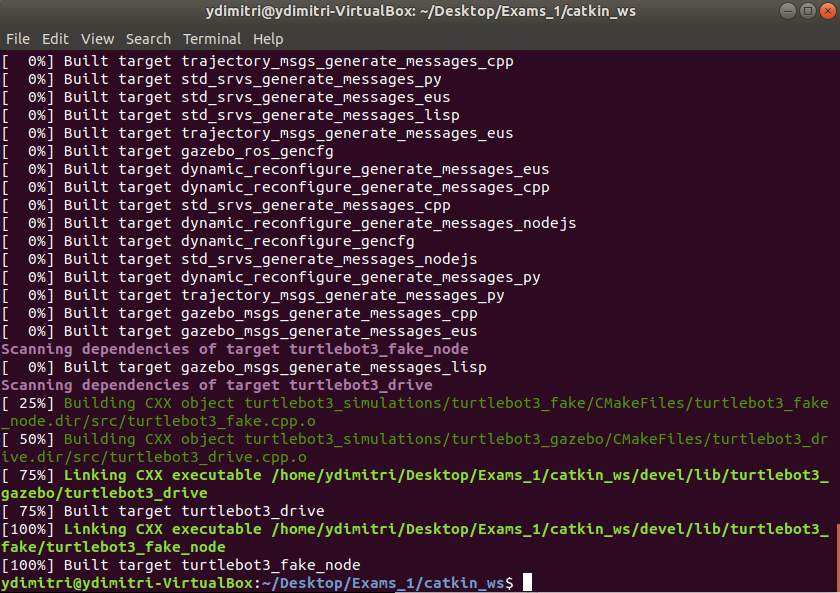 ydimitri@ydimitri-VirtualBox: ~/Desktop/Exams_1/catkin_ws
File Edit View Search Terminal Help
[  0%] Built target trajectory_msgs_generate_messages_cpp
[  0%] Built target std_srvs_generate_messages_py
[  0%] Built target std_srvs_generate_messages_eus
[  0%] Built target std_srvs_generate_messages_lisp
[  0%] Built target trajectory_msgs_generate_messages_eus
[  0%] Built target gazebo_ros_gencfg
[  0%] Built target dynamic_reconfigure_generate_messages_eus
[  0%] Built target dynamic_reconfigure_generate_messages_cpp
[  0%] Built target std_srvs_generate_messages_cpp
[  0%] Built target dynamic_reconfigure_generate_messages_nodejs
[  0%] Built target dynamic_reconfigure_gencfg
[  0%] Built target std_srvs_generate_messages_nodejs
[  0%] Built target dynamic_reconfigure_generate_messages_py
[  0%] Built target trajectory_msgs_generate_messages_py
[  0%] Built target gazebo_msgs_generate_messages_cpp
[  0%] Built target gazebo_msgs_generate_messages_eus
Scanning dependencies of target turtlebot3_fake_node
[  0%] Built target gazebo_msgs_generate_messages_lisp
Scanning dependencies of target turtlebot3_drive
[ 25%] Building CXX object turtlebot3_simulations/turtlebot3_fake/CMakeFiles/turtlebot3_fake
_node.dir/src/turtlebot3_fake.cpp.o
[ 50%] Building CXX object turtlebot3_simulations/turtlebot3_gazebo/CMakeFiles/turtlebot3_dr
ive.dir/src/turtlebot3_drive.cpp.o
[ 75%] Linking CXX executable /home/ydimitri/Desktop/Exams_1/catkin_ws/devel/lib/turtlebot3_
gazebo/turtlebot3_drive
[ 75%] Built target turtlebot3_drive
[100%] Linking CXX executable /home/ydimitri/Desktop/Exams_1/catkin_ws/devel/lib/turtlebot3_
fake/turtlebot3_fake_node
[100%] Built target turtlebot3_fake_node
ydimitri@ydimitri-VirtualBox:~/Desktop/Exams_1/catkin_ws$